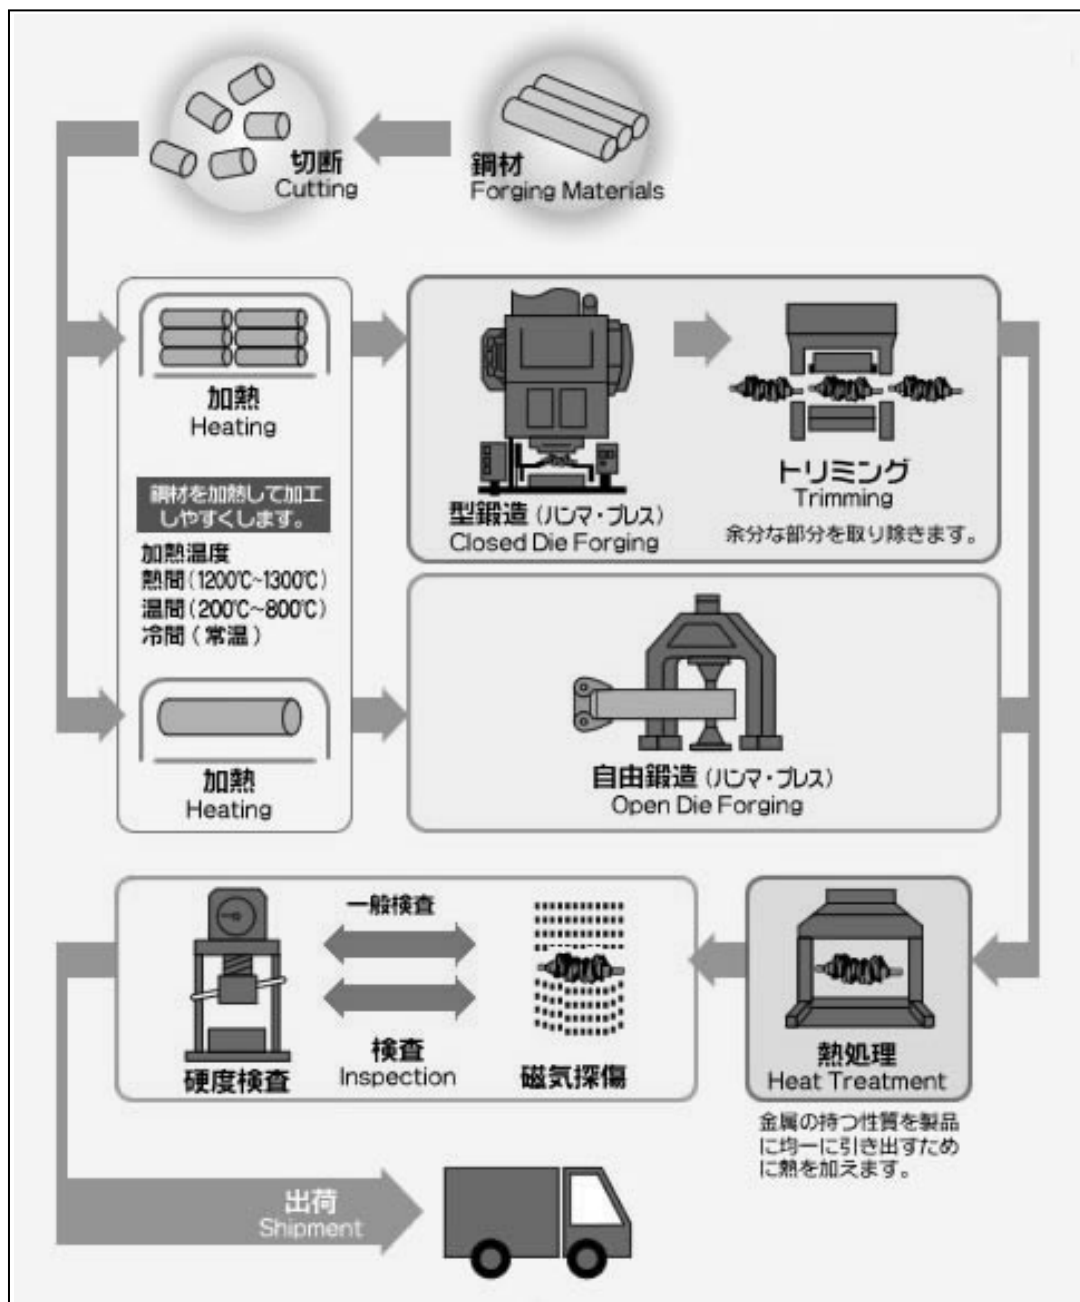 切断
Cutting
鋼材
Forging Materials
加熱
Heating
鋼材を加熱して加工
しやすくします。
加熱温度
熱間(1200℃~1300℃)
温間(200℃~800℃)
冷間(常温)
加熱
Heating
型鍛造(ハンマ・プレス)
Closed Die Forging
トリミング
Trimming
余分な部分を取り除きます。
自由鍛造(ハンマ・プレス)
Open Die Forging
熱処理
Heat Treatment
金属の持つ性質を製品
に均一に引き出すため
に熱を加えます。
一般検査
検査
Inspection
硬度検査
磁気探傷
出荷
Shipment